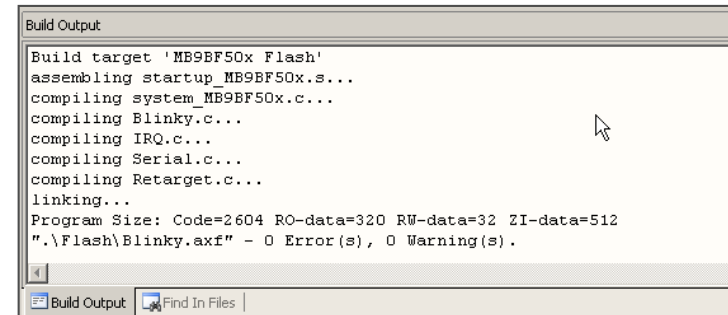 Build Output
Build target 'MB9BF50x Flash'
assembling startup_MB9BF50x.s...
compiling system_MB9BF50x.c...
compiling Blinky.c...
compiling IRQ.c...
compiling Serial.c...
compiling Retarget.c...
linking...
Program Size: Code=2604 RO-data=320 RW-data=32 ZI-data=512
".\Flash\Blinky.axf" - 0 Error(s), 0 Warning(s).
Build Output Find In Files